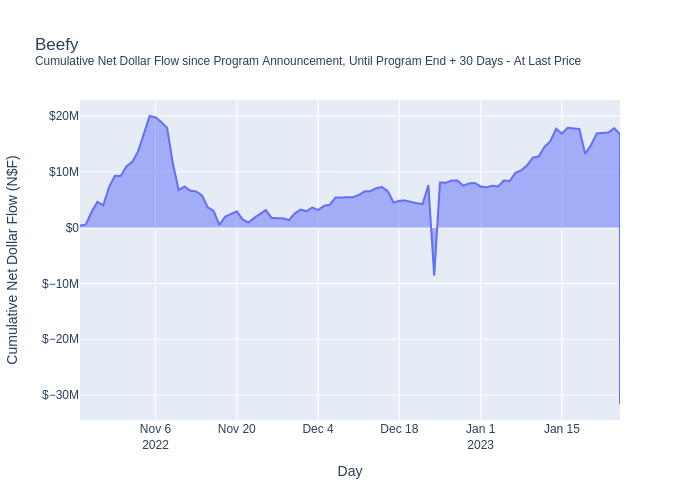 Beefy
Cumulative Net Dollar Flow since Program Announcement, Until Program End + 30 Days - At Last Price
Cumulative Net Dollar Flow (N$F)
$20M
$10M
$0
$−10M
$−20M
$−30M
Nov 6
2022
Nov 20
Dec 4
Dec 18
Jan 1
2023
Jan 15
Day